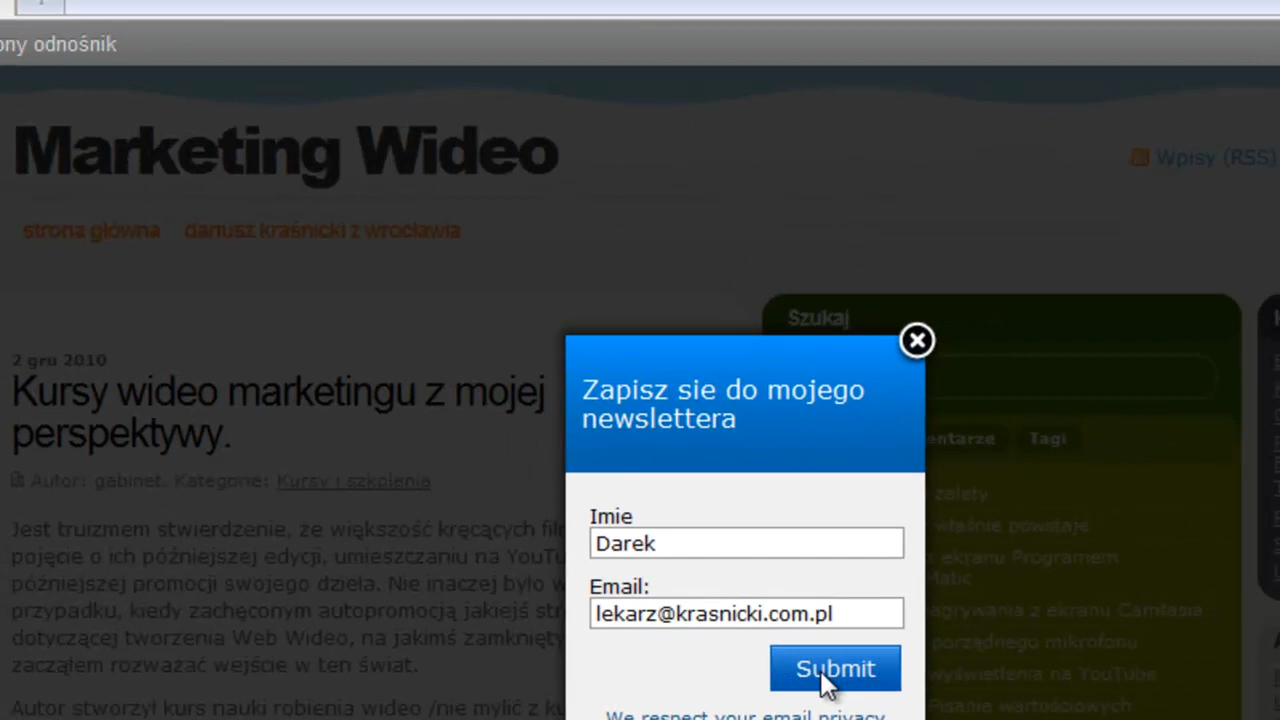 ony odnośnik
Marketing Wideo
Wpisy (RSS)
strona główna dariusz kraśnicki z wrocławia
Szukaj
2 gru 2010
Kursy wideo marketingu z mojej
perspektywy.
Autor: gabinet. Kategorie: Kursy i szkolenia
Jest truizmem stwierdzenie, ze większość kręcących
pojęcie o ich późniejszej edycji, umieszczaniu na
późniejszej promocji swojego dzieła. Nie inaczej było
przypadku, kiedy zachęconym autopromocją jakiejś
dotyczącej tworzenia Web Wideo, na jakimś
zacząłem rozważać wejście w ten świat.
Autor stworzył kurs nauki robienia wideo /nie mylić z
Zapisz sie do mojego
newslettera
Imie
Darek
Email:
lekarz@krasnicki.com.pl
Submit
We respect your email privacy
entarze Tagi
zalety
właśnie powstaje
ekranu Programem
Matic
agrywania z ekranu Camtasia
porządnego mikrofonu
wyświetlenia na YouTube
Pisanie wartościowych